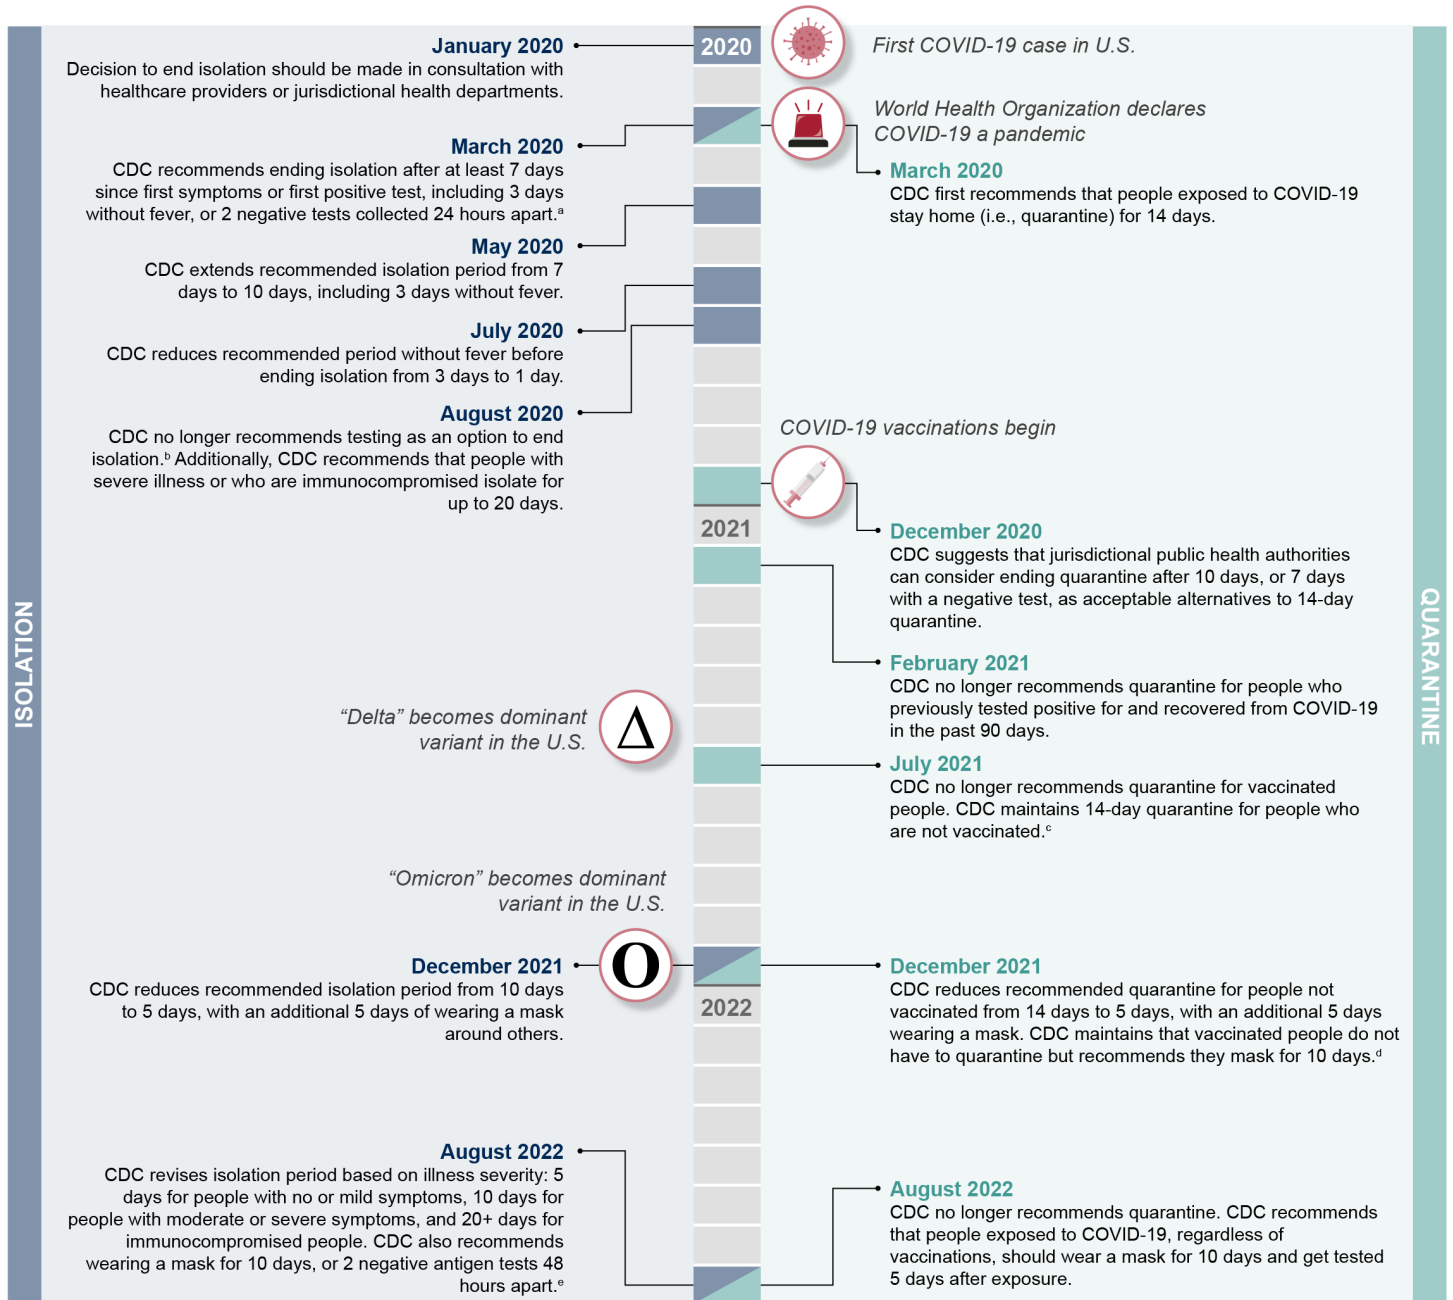 ISOLATION
January 2020
Decision to end isolation should be made in consultation with
healthcare providers or jurisdictional health departments.
March 2020
CDC recommends ending isolation after at least 7 days
since first symptoms or first positive test, including 3 days
without fever, or 2 negative tests collected 24 hours apart.a
May 2020
CDC extends recommended isolation period from 7
days to 10 days, including 3 days without fever.
July 2020
CDC reduces recommended period without fever before
ending isolation from 3 days to 1 day.
August 2020
CDC no longer recommends testing as an option to end
isolation.b Additionally, CDC recommends that people with
severe illness or who are immunocompromised isolate for
up to 20 days.
“Delta” becomes dominant
variant in the U.S.
Δ
“Omicron” becomes dominant
variant in the U.S.
O
December 2021
CDC reduces recommended isolation period from 10 days
to 5 days, with an additional 5 days of wearing a mask
around others.
August 2022
CDC revises isolation period based on illness severity: 5
days for people with no or mild symptoms, 10 days for
people with moderate or severe symptoms, and 20+ days for
immunocompromised people. CDC also recommends
wearing a mask for 10 days, or 2 negative antigen tests 48
hours apart.e
2020
2021
2022
First COVID-19 case in U.S.
World Health Organization declares
COVID-19 a pandemic
March 2020
CDC first recommends that people exposed to COVID-19
stay home (i.e., quarantine) for 14 days.
COVID-19 vaccinations begin
December 2020
CDC suggests that jurisdictional public health authorities
can consider ending quarantine after 10 days, or 7 days
with a negative test, as acceptable alternatives to 14-day
quarantine.
February 2021
CDC no longer recommends quarantine for people who
previously tested positive for and recovered from COVID-19
in the past 90 days.
July 2021
CDC no longer recommends quarantine for vaccinated
people. CDC maintains 14-day quarantine for people who
are not vaccinated.c
December 2021
CDC reduces recommended quarantine for people not
vaccinated from 14 days to 5 days, with an additional 5 days
wearing a mask. CDC maintains that vaccinated people do not
have to quarantine but recommends they mask for 10 days.d
August 2022
CDC no longer recommends quarantine. CDC recommends
that people exposed to COVID-19, regardless of
vaccinations, should wear a mask for 10 days and get tested
5 days after exposure.
QUARANTINE